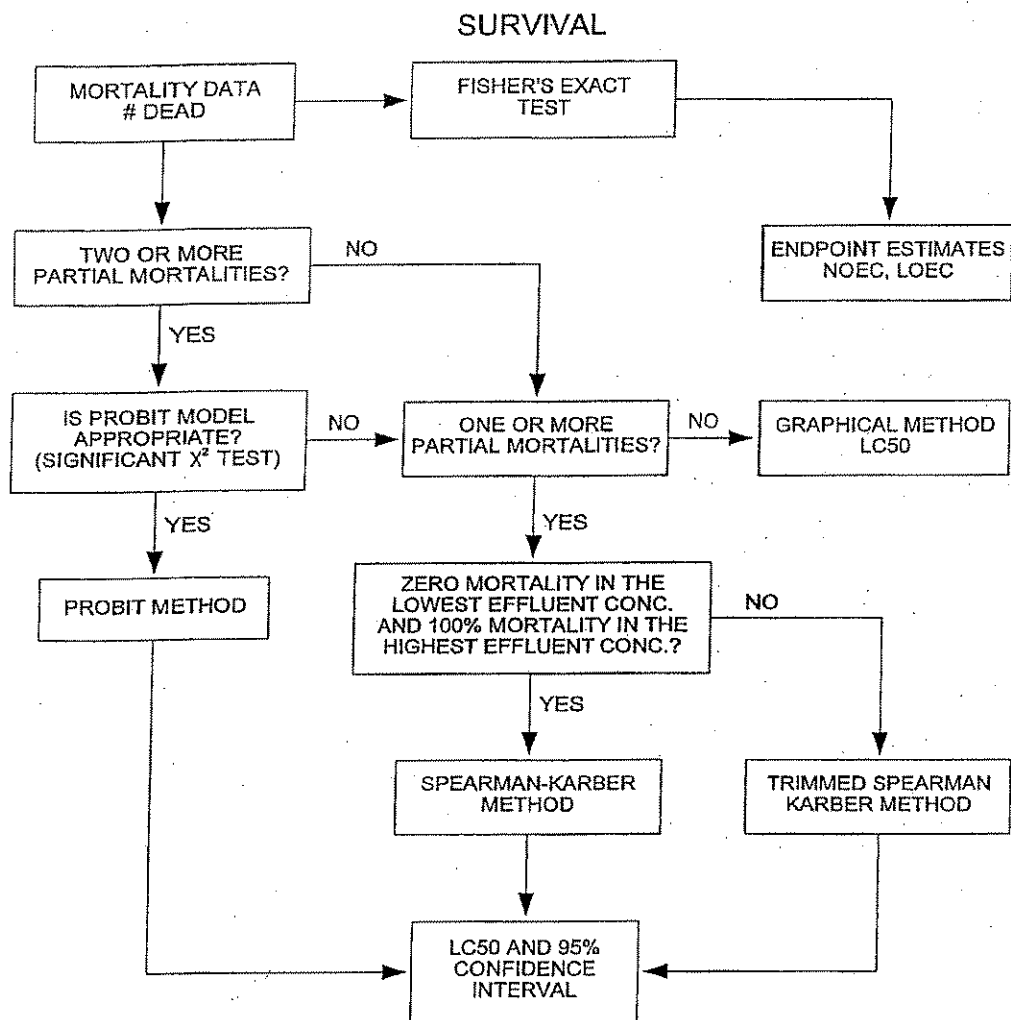 SURVIVAL
MORTALITY DATA
# DEAD
FISHER'S EXACT
TEST
TWO OR MORE
PARTIAL MORTALITIES?
NO
ENDPOINT ESTIMATES
NOEC, LOEC
YES
IS PROBIT MODEL
APPROPRIATE?
(SIGNIFICANT X² TEST)
NO
ONE OR MORE
PARTIAL MORTALITIES?
NO
GRAPHICAL METHOD
LC50
YES
YES
PROBIT METHOD
ZERO MORTALITY IN THE
LOWEST EFFLUENT CONC.
AND 100% MORTALITY IN THE
HIGHEST EFFLUENT CONC.?
NO
YES
SPEARMAN-KARBER
METHOD
TRIMMED SPEARMAN
KARBER METHOD
LC50 AND 95%
CONFIDENCE
INTERVAL